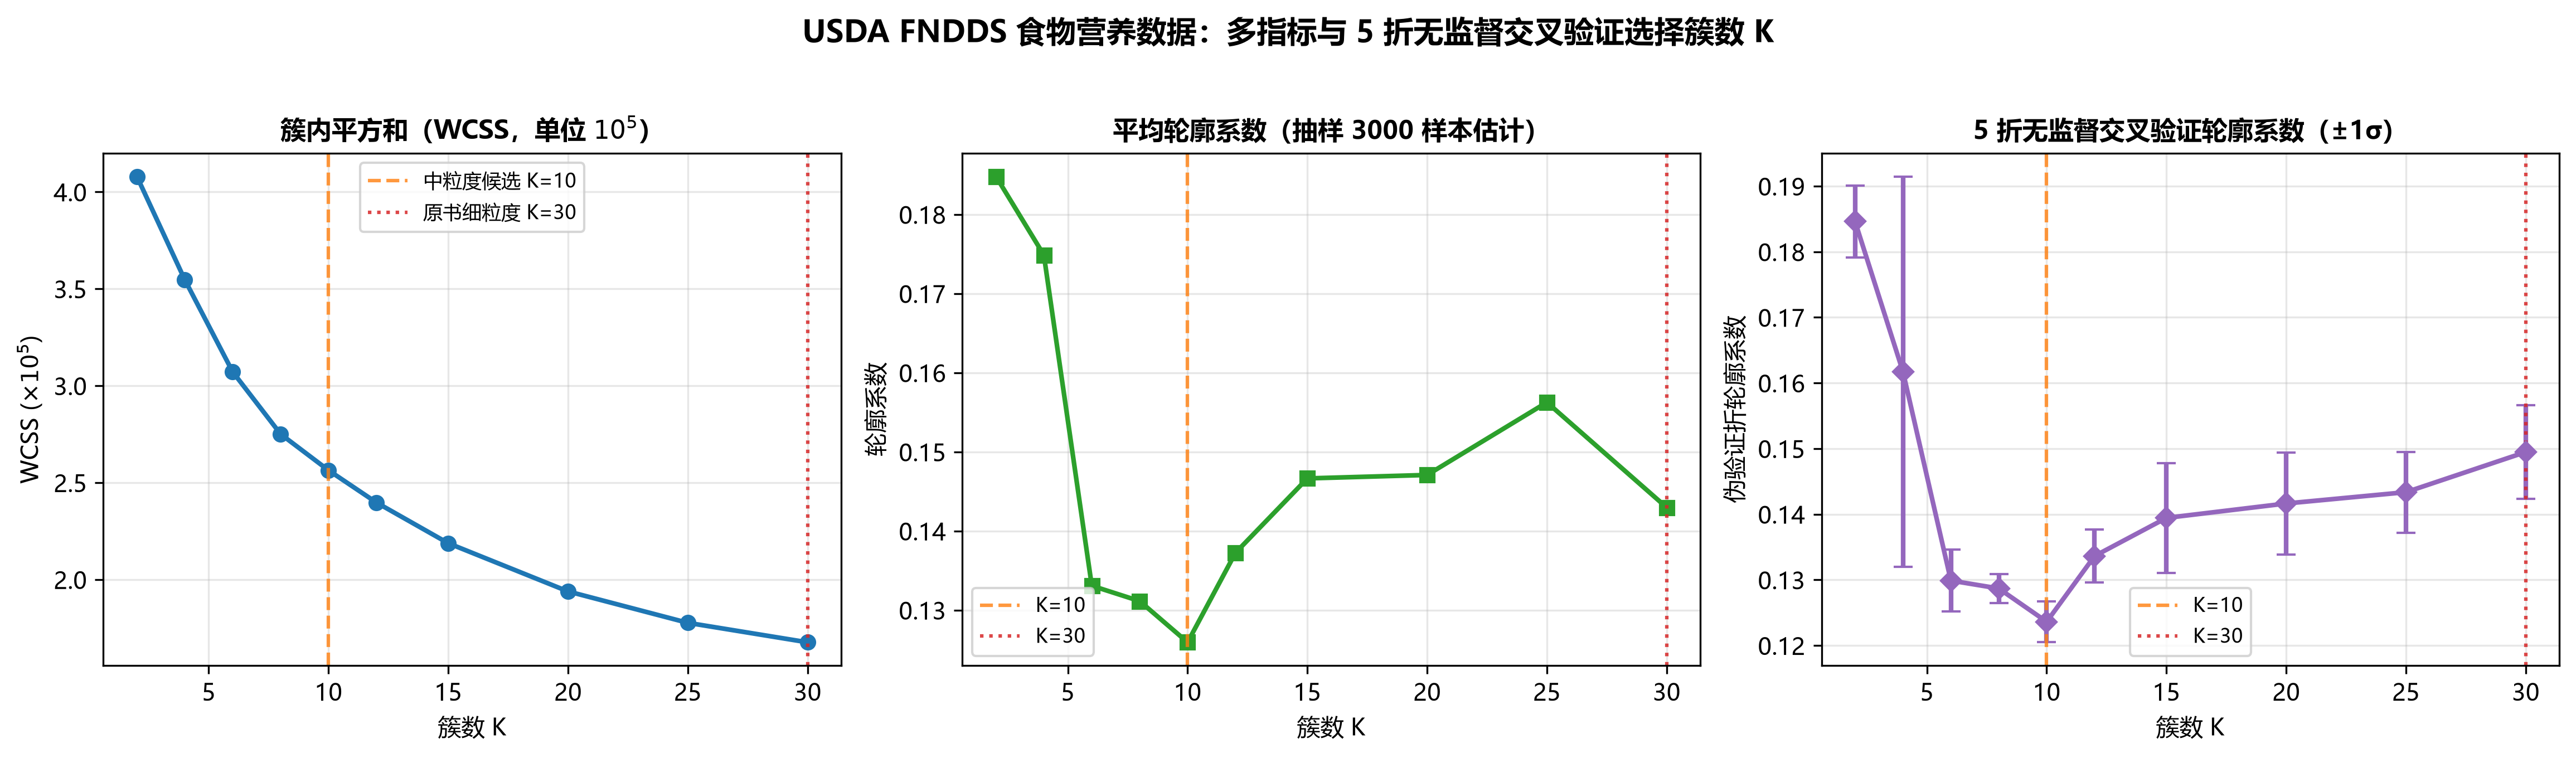 USDA FNDDS 食物营养数据：多指标与 5 折无监督交叉验证选择簇数 K
簇内平方和（WCSS，单位 10⁵）
WCSS (×10⁵)
4.0
3.5
3.0
2.5
2.0
中粒度候选 K=10
原书细粒度 K=30
5 10 15 20 25 30
簇数 K
平均轮廓系数（抽样 3000 样本估计）
轮廓系数
0.18
0.17
0.16
0.15
0.14
0.13
K=10
K=30
5 10 15 20 25 30
簇数 K
5 折无监督交叉验证轮廓系数（±1σ）
伪验证折轮廓系数
0.19
0.18
0.17
0.16
0.15
0.14
0.13
0.12
K=10
K=30
5 10 15 20 25 30
簇数 K